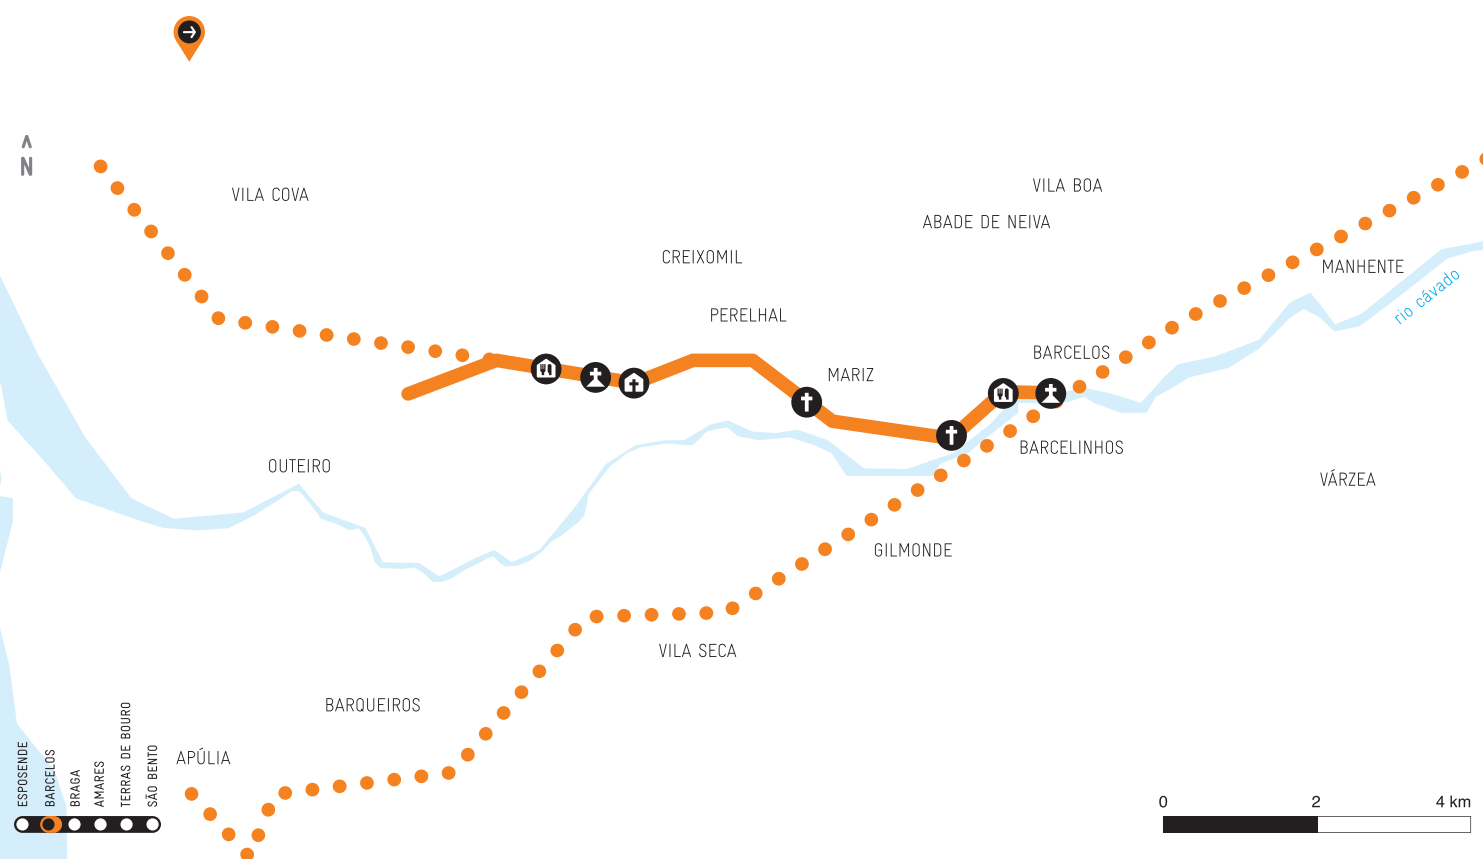 N
VILA COVA
VILA BOA
ABADE DE NEIVA
CREIXOMIL
MANHENTE
rio cávado
PERELHAL
BARCELOS
MARIZ
BARCELINHOS
OUTEIRO
VÁRZEA
GILMONDE
VILA SECA
BARQUEIROS
APÚLIA
ESPOSENDE
BARCELOS
BRAGA
AMARES
TERRAS DE BOURO
SÃO BENTO
0 2 4 km